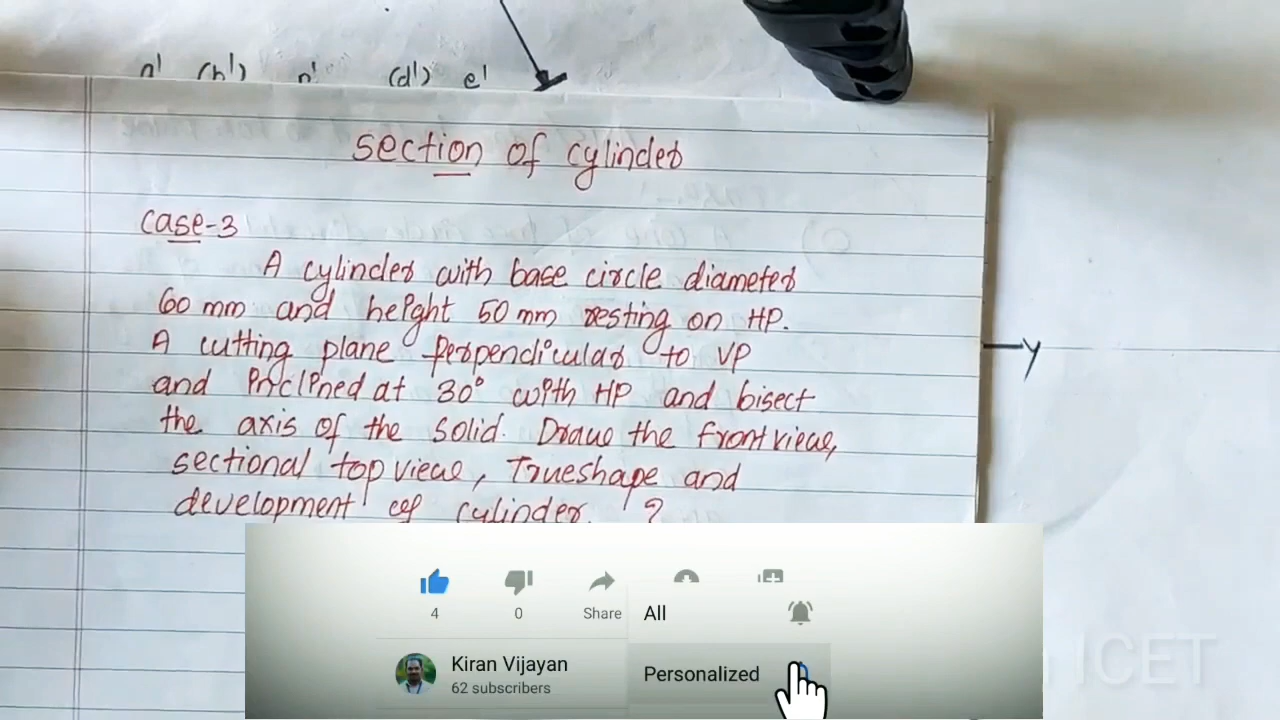 a' (b') p' (d') e'
Section of cylinder
Case-3
A cylinder with base circle diameter
60 mm and height 50 mm resting on HP.
A cutting plane perpendicular to VP
and inclined at 30° with HP and bisect
the axis of the solid. Draw the front view,
sectional top view, Trueshape and
development of cylinder. ?
Y
4 0 Share All
Kiran Vijayan
62 subscribers
Personalized
ICET